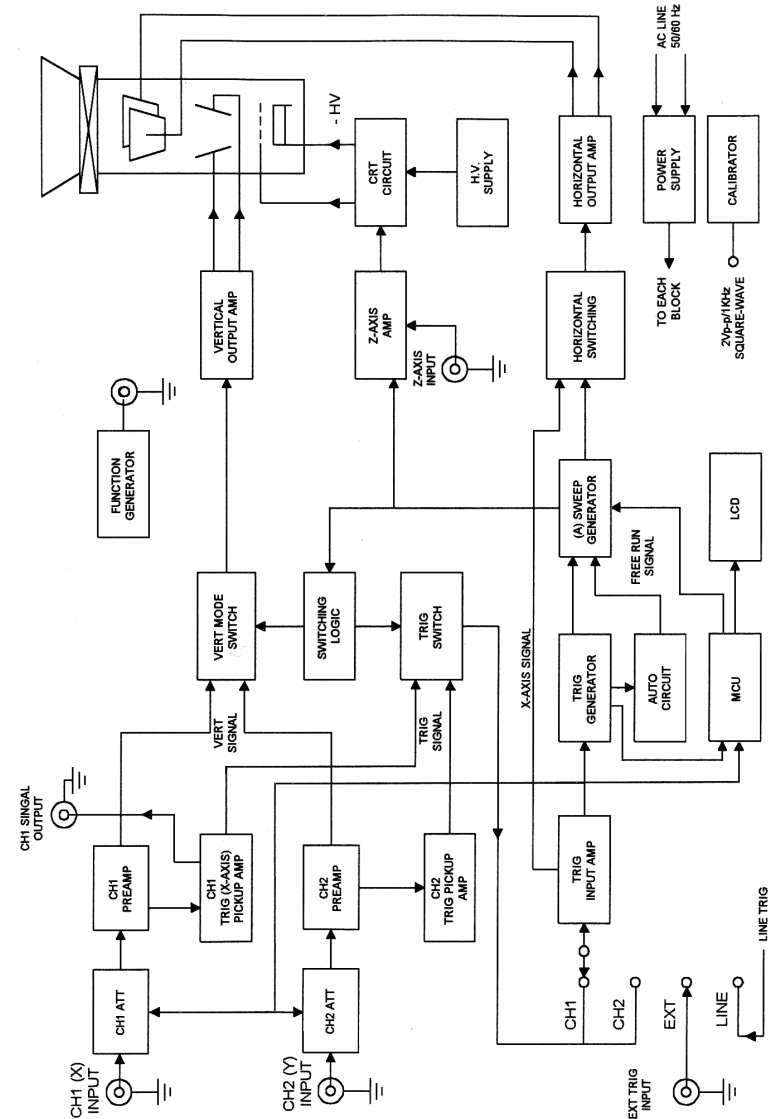 CH1 SINGAL
OUTPUT
CH1 (X)
INPUT
CH1 ATT
CH1
PREAMP
CH1
TRIG (X-AXIS)
PICKUP AMP
CH2 (Y)
INPUT
CH2 ATT
CH2
PREAMP
CH2
TRIG PICKUP
AMP
VERT
SIGNAL
TRIG
SIGNAL
VERT MODE
SWITCH
SWITCHING
LOGIC
TRIG
SWITCH
FUNCTION
GENERATOR
VERTICAL
OUTPUT AMP
Z-AXIS
AMP
Z-AXIS
INPUT
CRT
CIRCUIT
- HV
H.V.
SUPPLY
EXT TRIG
INPUT
CH1
CH2
EXT
LINE
LINE TRIG
TRIG
INPUT AMP
X-AXIS SIGNAL
TRIG
GENERATOR
AUTO
CIRCUIT
MCU
LCD
(A) SWEEP
GENERATOR
FREE RUN
SIGNAL
HORIZONTAL
SWITCHING
HORIZONTAL
OUTPUT AMP
AC LINE
50/60 Hz
POWER
SUPPLY
TO EACH
BLOCK
CALIBRATOR
2Vp-p/1KHz
SQUARE-WAVE